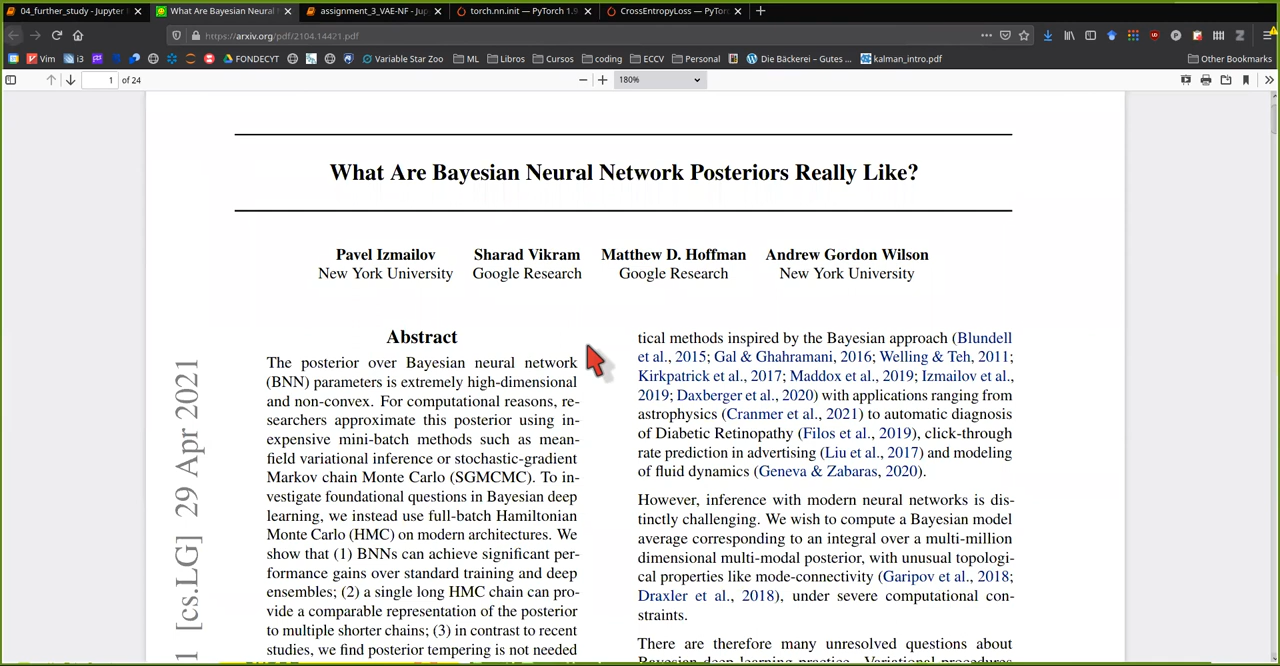 04_further_study - Jupyter
What Are Bayesian Neural
assignment_3_VAE-NF - Ju
torch.nn.init — PyTorch 1.9
CrossEntropyLoss — PyTor
https://arxiv.org/pdf/2104.14421.pdf
Vim i3 FONDECYT Variable Star Zoo ML Libros Cursos coding ECCV Personal Die Bäckerei – Gutes ... kalman_intro.pdf Other Bookmarks
1 of 24 180%
What Are Bayesian Neural Network Posteriors Really Like?
Pavel Izmailov Sharad Vikram Matthew D. Hoffman Andrew Gordon Wilson
New York University Google Research Google Research New York University
Abstract
The posterior over Bayesian neural network
(BNN) parameters is extremely high-dimensional
and non-convex. For computational reasons, re-
searchers approximate this posterior using in-
expensive mini-batch methods such as mean-
field variational inference or stochastic-gradient
Markov chain Monte Carlo (SGMCMC). To in-
vestigate foundational questions in Bayesian deep
learning, we instead use full-batch Hamiltonian
Monte Carlo (HMC) on modern architectures. We
show that (1) BNNs can achieve significant per-
formance gains over standard training and deep
ensembles; (2) a single long HMC chain can pro-
vide a comparable representation of the posterior
to multiple shorter chains; (3) in contrast to recent
studies, we find posterior tempering is not needed
tical methods inspired by the Bayesian approach (Blundell
et al., 2015; Gal & Ghahramani, 2016; Welling & Teh, 2011;
Kirkpatrick et al., 2017; Maddox et al., 2019; Izmailov et al.,
2019; Daxberger et al., 2020) with applications ranging from
astrophysics (Cranmer et al., 2021) to automatic diagnosis
of Diabetic Retinopathy (Filos et al., 2019), click-through
rate prediction in advertising (Liu et al., 2017) and modeling
of fluid dynamics (Geneva & Zabaras, 2020).
However, inference with modern neural networks is dis-
tinctly challenging. We wish to compute a Bayesian model
average corresponding to an integral over a multi-million
dimensional multi-modal posterior, with unusual topologi-
cal properties like mode-connectivity (Garipov et al., 2018;
Draxler et al., 2018), under severe computational con-
straints.
There are therefore many unresolved questions about
Bayesian deep learning practice. Variational procedures
1 [cs.LG] 29 Apr 2021